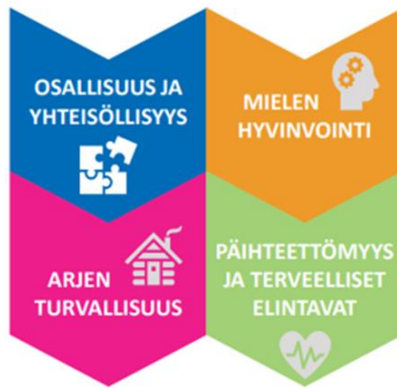 OSALLISUUS JA
YHTEISÖLLISYYS
MIELEN
HYVINVOINTI
ARJEN
TURVALLISUUS
PÄIHTEETTÖMYYS
JA TERVEELLISET
ELINTAVAT